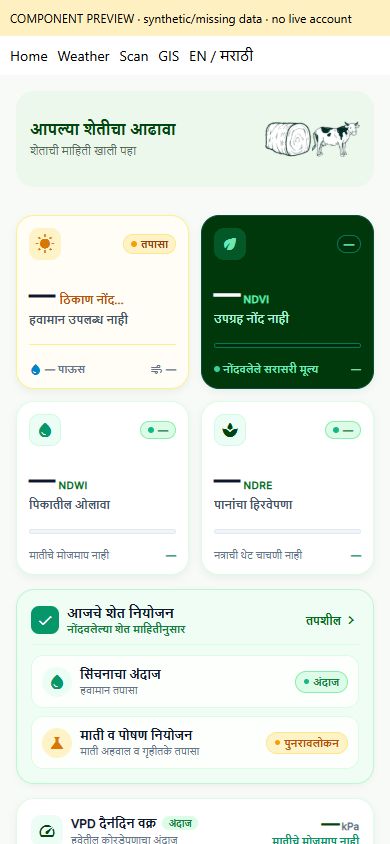 COMPONENT PREVIEW · synthetic/missing data · no live account
Home Weather Scan GIS EN / मराठी
आपल्या शेतीचा आढावा
शेताची माहिती खाली पहा
तपासा
—
— ठिकाण नोंद...
हवामान उपलब्ध नाही
— पाऊस
—
— NDVI
उपग्रह नोंद नाही
नोंदवलेले सरासरी मूल्य —
—
— NDWI
पिकातील ओलावा
मातीचे मोजमाप नाही —
—
— NDRE
पानांचा हिरवेपणा
नत्राची थेट चाचणी नाही —
आजचे शेत नियोजन
नोंदवलेल्या शेत माहितीनुसार
तपशील >
सिंचनाचा अंदाज
हवामान तपासा
अंदाज
माती व पोषण नियोजन
माती अहवाल व गृहीतके तपासा
पुनरावलोकन
VPD दैनंदिन वक्र अंदाज
हवेतील कोरडेपणाचा अंदाज
— kPa
मातीचे मोजमाप नाही